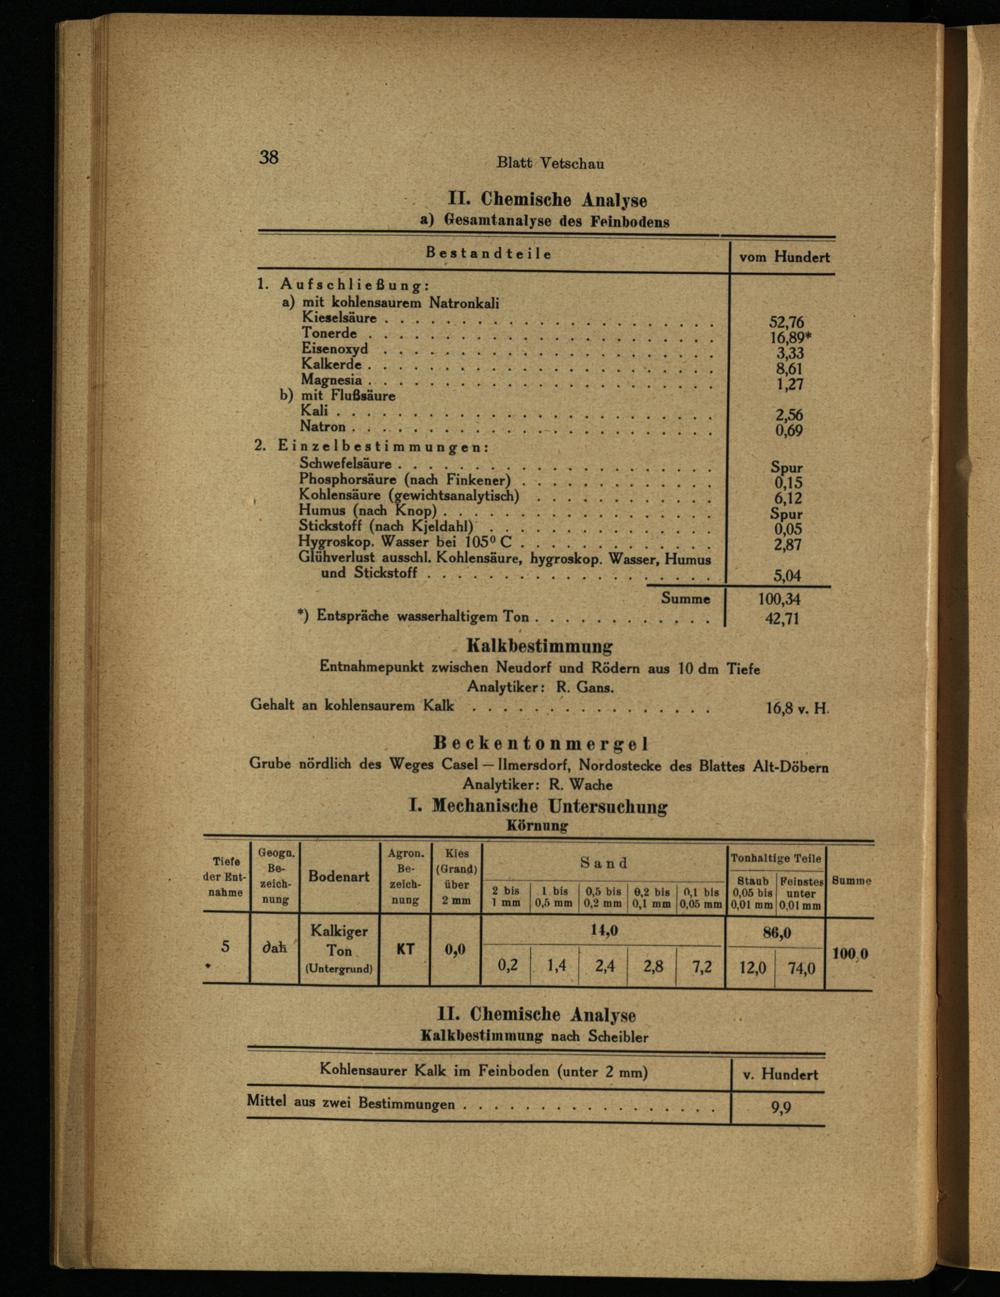 38
Blatt Vetschau
II. Chemische Analyse
a) Gesamtanalyse des Feinbodens
Bestandteile vom Hundert
1. Aufschließung:
a) mit kohlensaurem Natronkali
Kieselsäure . . . . . . . . . . . . . . . . . . . . . . 52,76
Tonerde . . . . . . . . . . . . . . . . . . . . . . . 16,89*
Eisenoxyd . . . . . . . . . . . . . . . . . . . . . . 3,33
Kalkerde . . . . . . . . . . . . . . . . . . . . . . . 8,61
Magnesia . . . . . . . . . . . . . . . . . . . . . . . 1,27
b) mit Flußsäure
Kali . . . . . . . . . . . . . . . . . . . . . . . . . 2,56
Natron . . . . . . . . . . . . . . . . . . . . . . . . 0,69
2. Einzelbestimmungen:
Schwefelsäure . . . . . . . . . . . . . . . . . . . . . Spur
Phosphorsäure (nach Finkener) . . . . . . . . . . . . . 0,15
Kohlensäure (gewichtsanalytisch) . . . . . . . . . . . . 6,12
Humus (nach Knop) . . . . . . . . . . . . . . . . . . Spur
Stickstoff (nach Kjeldahl) . . . . . . . . . . . . . . . 0,05
Hygroskop. Wasser bei 105° C . . . . . . . . . . . . . 2,87
Glühverlust ausschl. Kohlensäure, hygroskop. Wasser, Humus
und Stickstoff . . . . . . . . . . . . . . . . . . . 5,04
Summe 100,34
*) Entspräche wasserhaltigem Ton . . . . . . . . . . . . 42,71
Kalkbestimmung
Entnahmepunkt zwischen Neudorf und Rödern aus 10 dm Tiefe
Analytiker: R. Gans.
Gehalt an kohlensaurem Kalk . . . . . . . . . . . . . . . . 16,8 v. H.
Beckentonmergel
Grube nördlich des Weges Casel — Ilmersdorf, Nordostecke des Blattes Alt-Döbern
Analytiker: R. Wache
I. Mechanische Untersuchung
Körnung
Tiefe der Ent-nahme
Geogn. Be-zeich-nung
Bodenart
Agron. Be-zeich-nung
Kies (Grand) über 2 mm
Sand
2 bis 1 mm
1 bis 0,5 mm
0,5 bis 0,2 mm
0,2 bis 0,1 mm
0,1 bis 0,05 mm
Tonhaltige Teile
Staub 0,05 bis 0,01 mm
Feinstes unter 0,01 mm
Summe
5
∂ah
Kalkiger
Ton
(Untergrund)
KT
0,0
14,0
0,2 1,4 2,4 2,8 7,2
86,0
12,0 74,0
100,0
II. Chemische Analyse
Kalkbestimmung nach Scheibler
Kohlensaurer Kalk im Feinboden (unter 2 mm) v. Hundert
Mittel aus zwei Bestimmungen . . . . . . . . . . . . . . . . . 9,9